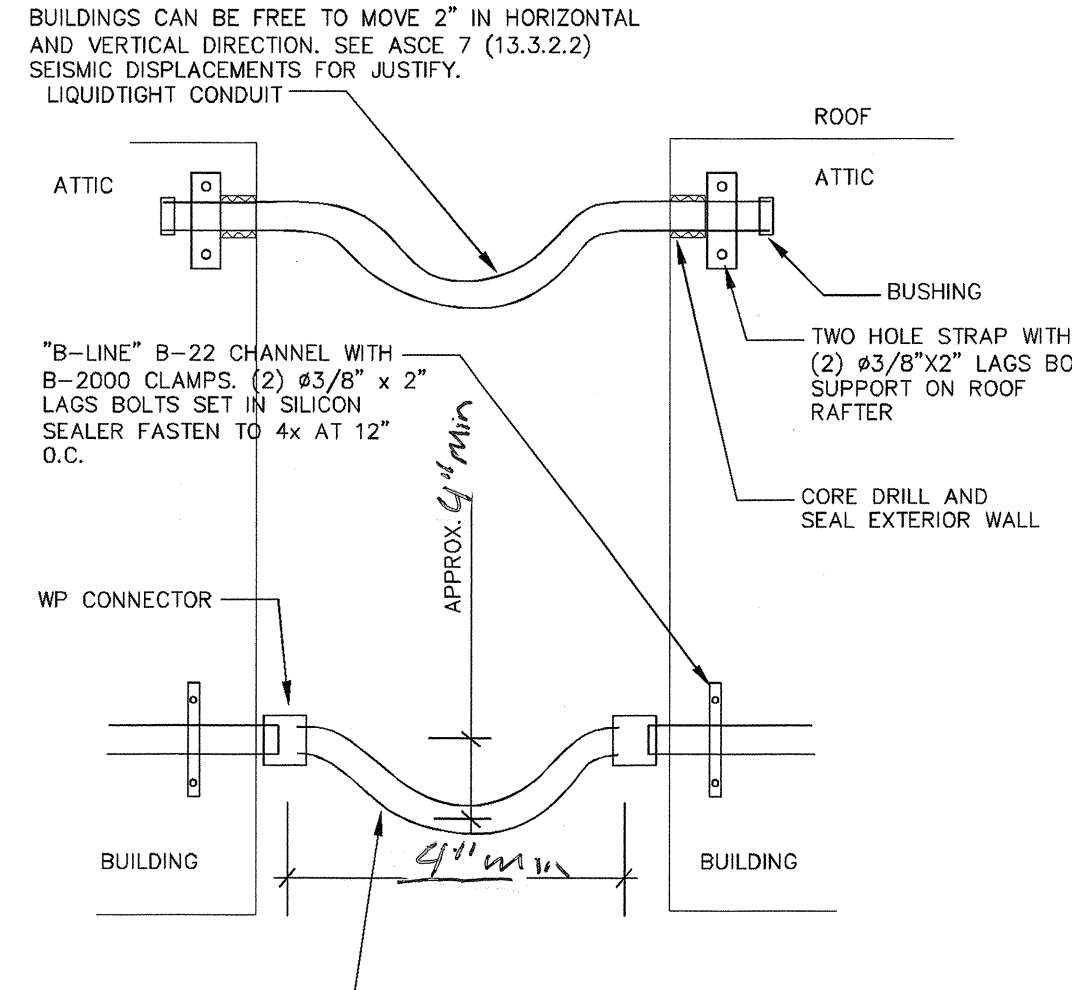 BUILDINGS CAN BE FREE TO MOVE 2" IN HORIZONTAL
AND VERTICAL DIRECTION. SEE ASCE 7 (13.3.2.2)
SEISMIC DISPLACEMENTS FOR JUSTIFY.
LIQUIDTIGHT CONDUIT
ROOF
ATTIC
ATTIC
BUSHING
TWO HOLE STRAP WITH
(2) ø3/8"X2" LAGS BO
SUPPORT ON ROOF
RAFTER
"B-LINE" B-22 CHANNEL WITH
B-2000 CLAMPS. (2) ø3/8" x 2"
LAGS BOLTS SET IN SILICON
SEALER FASTEN TO 4x AT 12"
O.C.
CORE DRILL AND
SEAL EXTERIOR WALL
APPROX. 4" Min
WP CONNECTOR
BUILDING
4" min
BUILDING